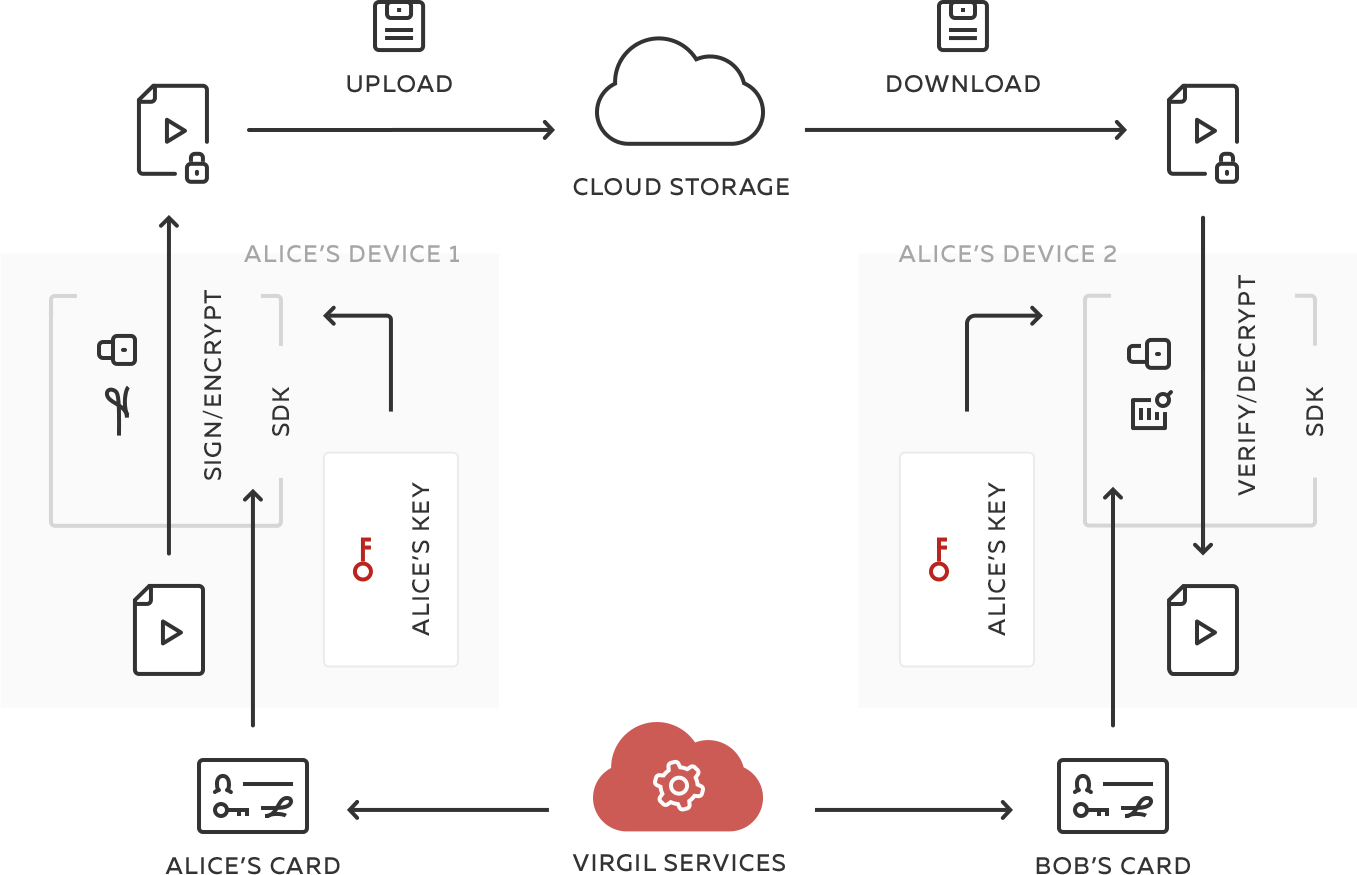 UPLOAD
DOWNLOAD
CLOUD STORAGE
ALICE’S DEVICE 1
ALICE’S DEVICE 2
SIGN/ENCRYPT
SDK
ALICE’S KEY
ALICE’S KEY
VERIFY/DECRYPT
SDK
ALICE’S CARD
VIRGIL SERVICES
BOB’S CARD